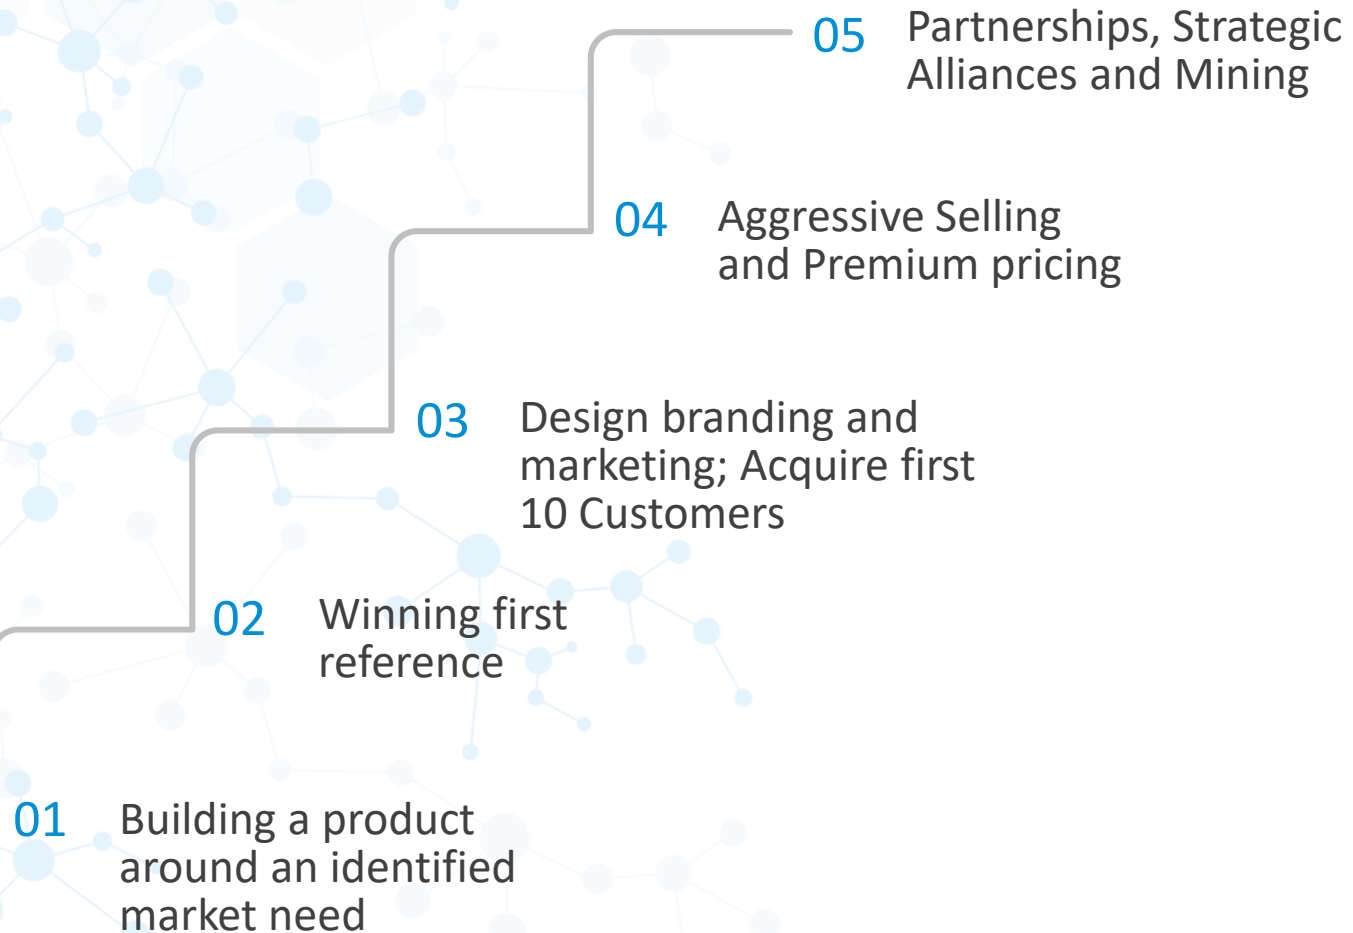 05 Partnerships, Strategic
Alliances and Mining
04 Aggressive Selling
and Premium pricing
03 Design branding and
marketing; Acquire first
10 Customers
02 Winning first
reference
01 Building a product
around an identified
market need